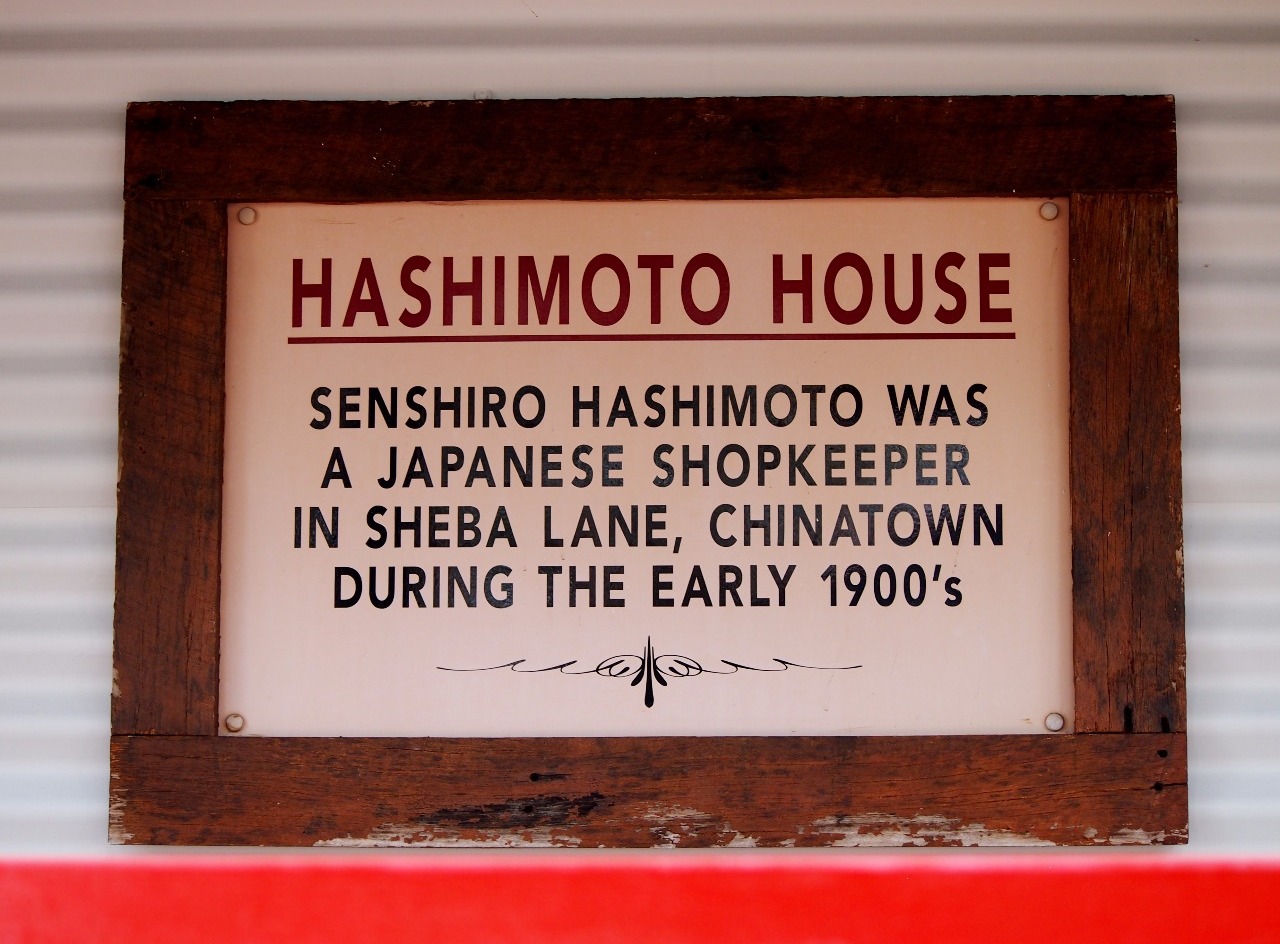 HASHIMOTO HOUSE
SENSHIRO HASHIMOTO WAS
A JAPANESE SHOPKEEPER
IN SHEBA LANE, CHINATOWN
DURING THE EARLY 1900's